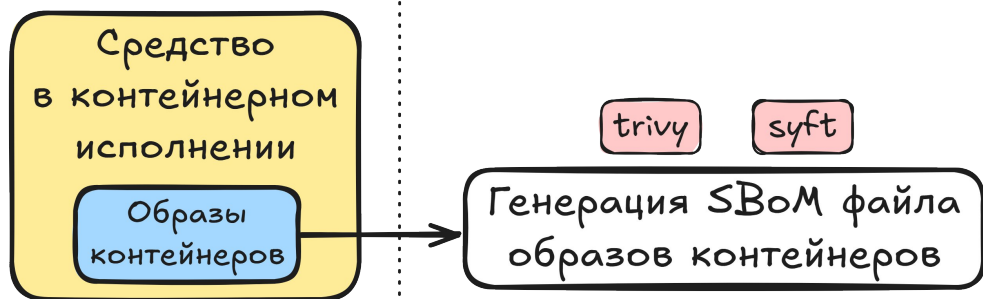 Средство
в контейнерном
исполнении
Образы
контейнеров
trivy
syft
Генерация SBoM файла
образов контейнеров